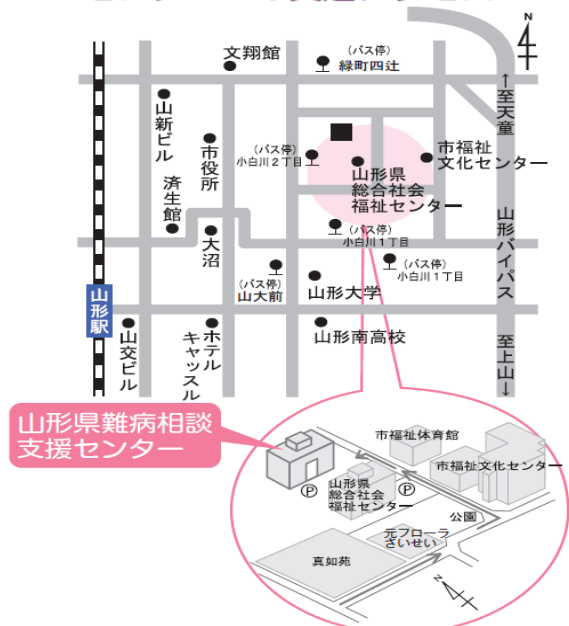 N
文翔館
(バス停)
緑町四辻
↑至天童
山新ビル
市役所
(バス停)
小白川2丁目
市福祉
文化センター
山形県
総合社会
福祉センター
済生館
大沼
(バス停)
小白川1丁目
(バス停)
小白川1丁目
山形バイパス
(バス停)
山大前
山形大学
山形駅
山交ビル
ホテル
キャッスル
山形南高校
至上山↓
山形県難病相談
支援センター
市福祉体育館
市福祉文化センター
山形県
総合社会
福祉センター
P
P
公園
元フローラ
さいせい
真如苑
N